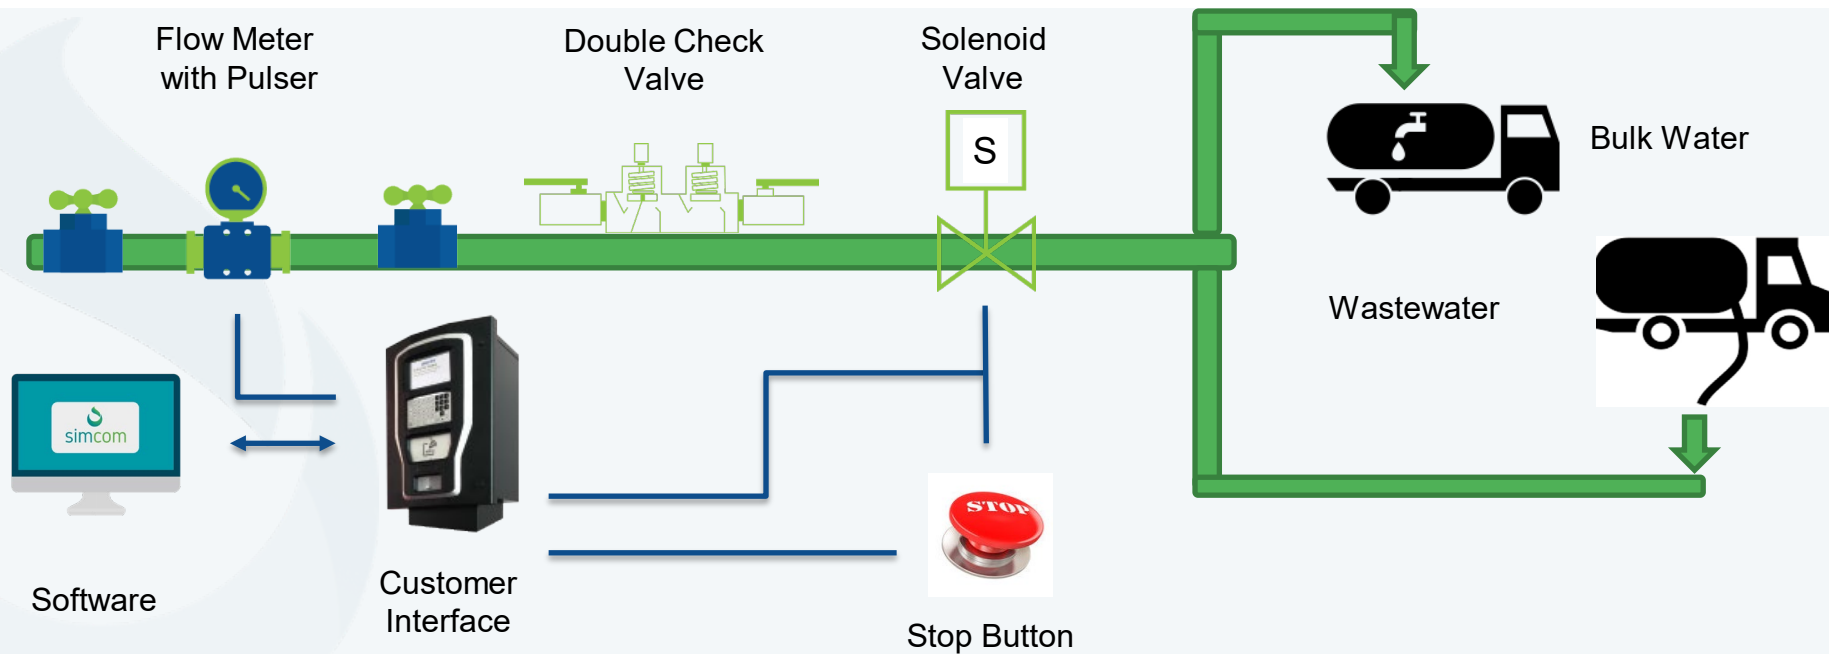 Flow Meter
with Pulser
Double Check
Valve
Solenoid
Valve
S
Bulk Water
Wastewater
simcom
STOP
Software
Customer
Interface
Stop Button